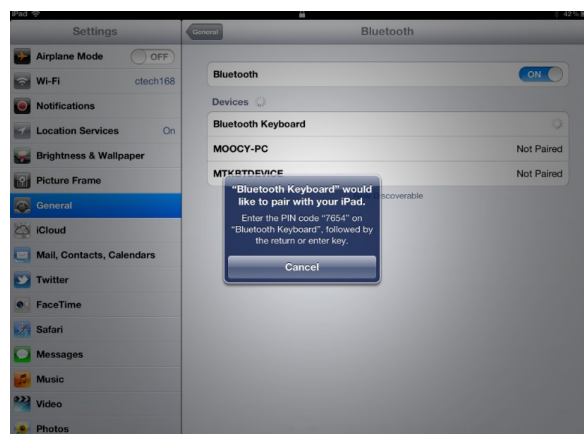 iPad
42%
Settings
General
Bluetooth
Airplane Mode OFF
Wi-Fi ctech168
Notifications
Location Services On
Brightness & Wallpaper
Picture Frame
General
iCloud
Mail, Contacts, Calendars
Twitter
FaceTime
Safari
Messages
Music
Video
Photos
Bluetooth ON
Devices
Bluetooth Keyboard
MOOCY-PC Not Paired
MTKBTDEVICE Not Paired
Discoverable
"Bluetooth Keyboard" would
like to pair with your iPad.
Enter the PIN code "7654" on
"Bluetooth Keyboard", followed by
the return or enter key.
Cancel